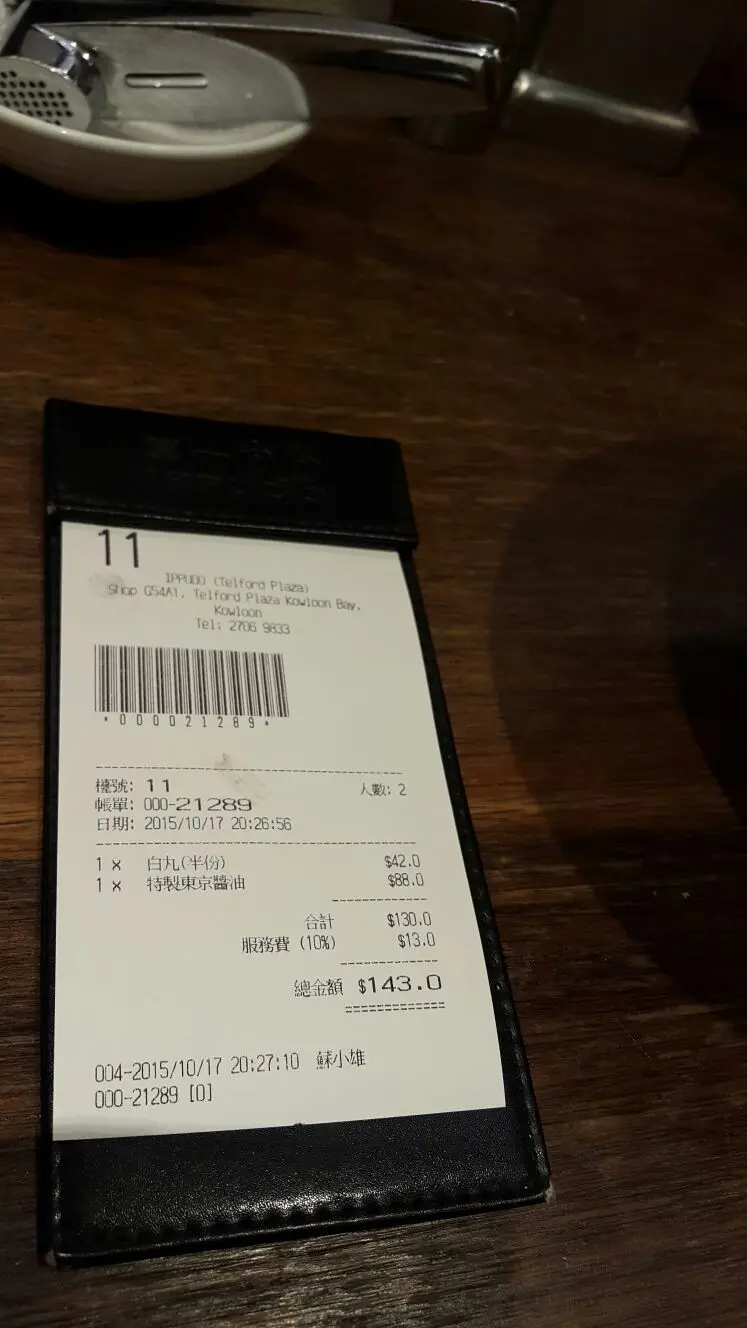 11
IPPUDO (Telford Plaza)
Shop G54A1, Telford Plaza Kowloon Bay,
Kowloon
Tel: 2706 9833
*000021289*
檯號: 11 人數: 2
帳單: 000-21289
日期: 2015/10/17 20:26:56
1 x 白丸(半份) $42.0
1 x 特製東京醬油 $88.0
合計 $130.0
服務費 (10%) $13.0
總金額 $143.0
004-2015/10/17 20:27:10 蘇小雄
000-21289 [0]